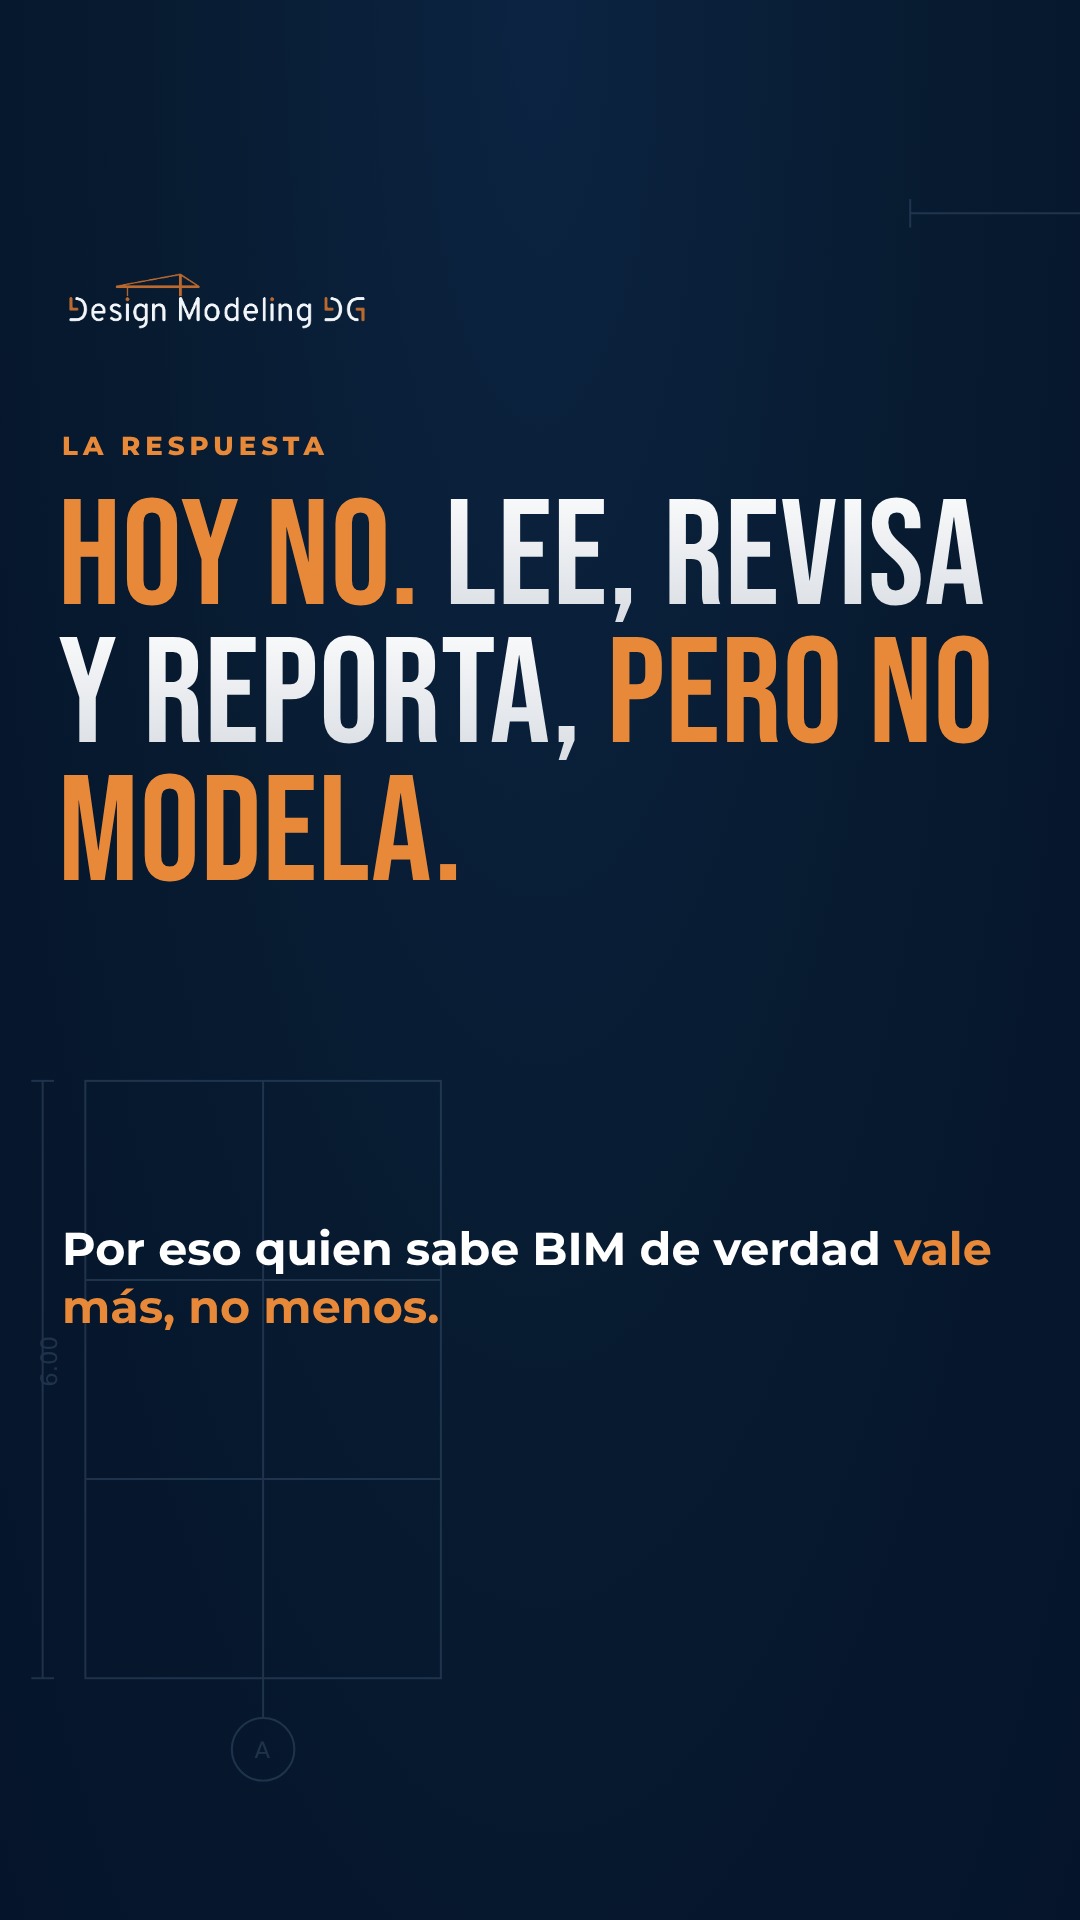 Design Modeling DG
LA RESPUESTA
HOY NO. LEE, REVISA
Y REPORTA, PERO NO
MODELA.
Por eso quien sabe BIM de verdad vale
más, no menos.
6.00
A